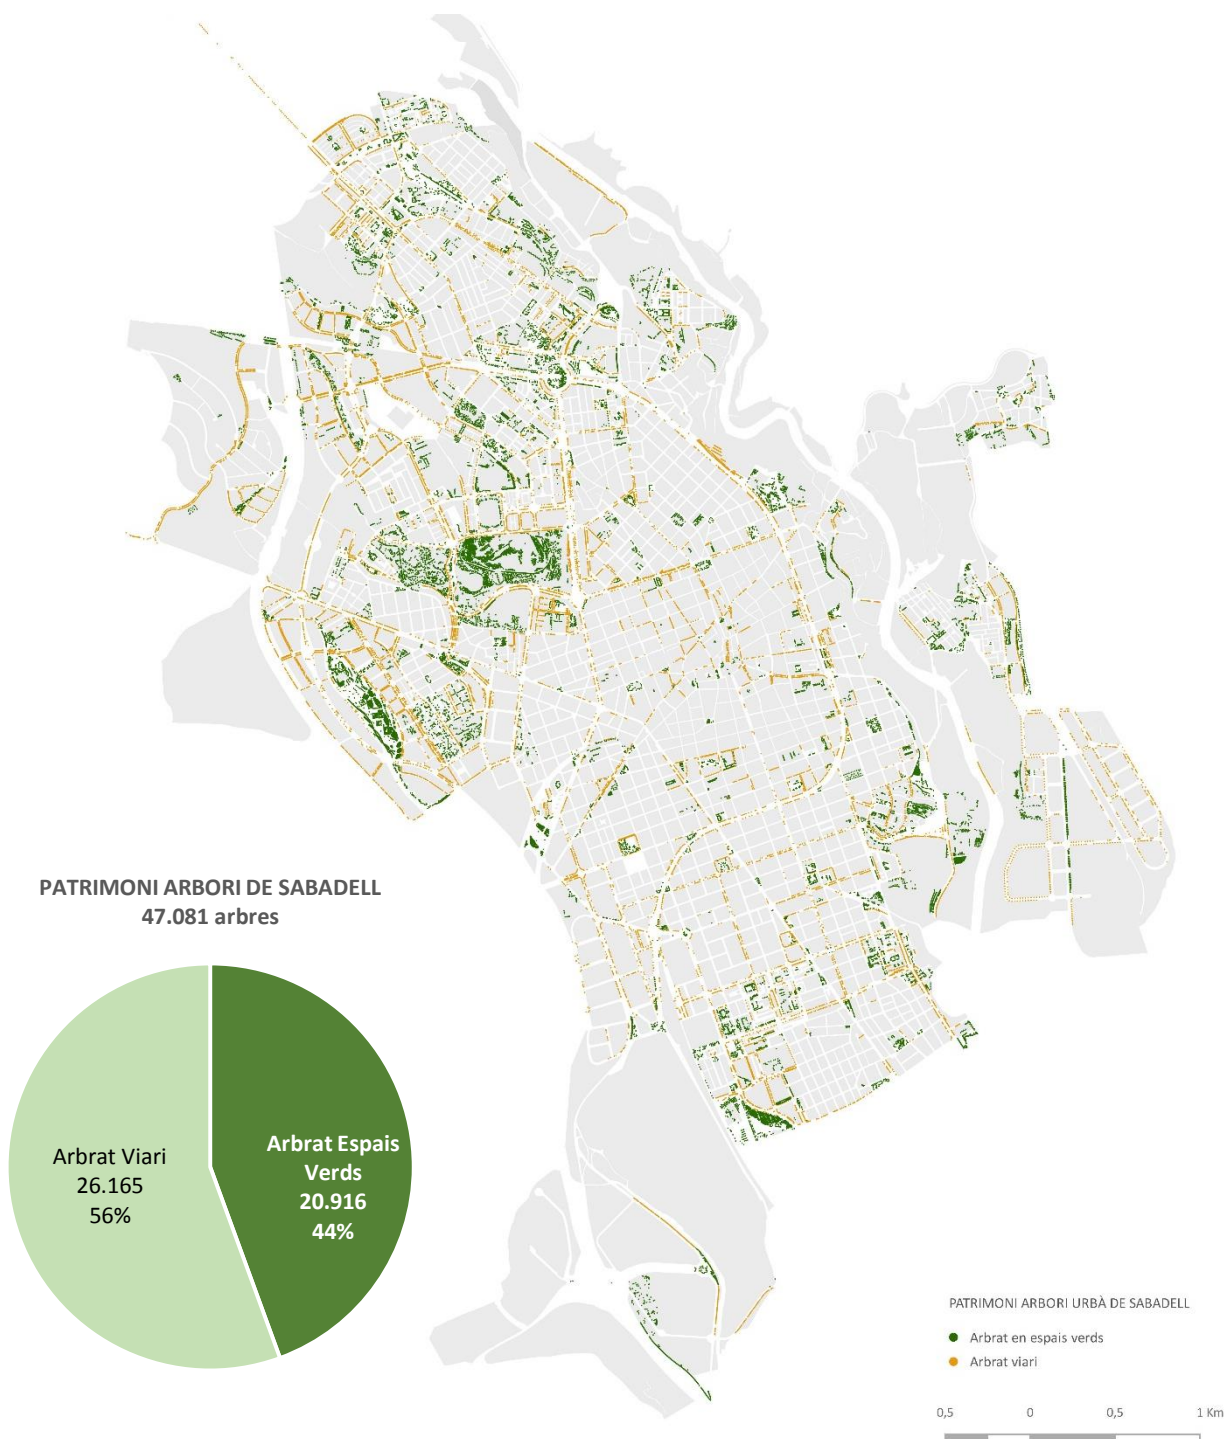 PATRIMONI ARBORI DE SABADELL
47.081 arbres
Arbrat Viari
26.165
56%
Arbrat Espais
Verds
20.916
44%
PATRIMONI ARBORI URBÀ DE SABADELL
Arbrat en espais verds
Arbrat viari
0,5 0 0,5 1 Km